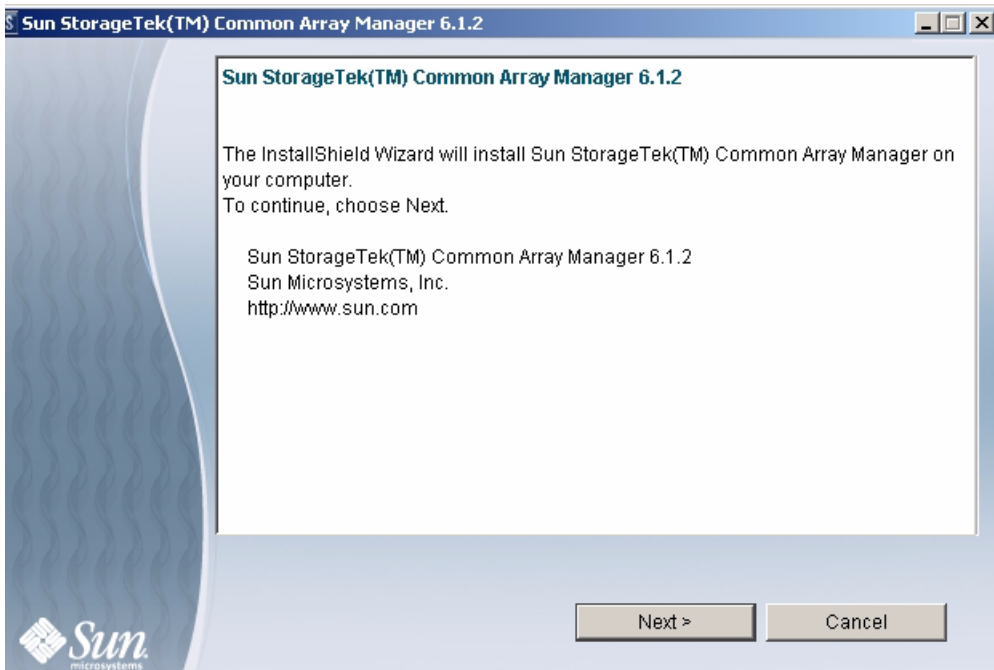 Sun StorageTek(TM) Common Array Manager 6.1.2
Sun StorageTek(TM) Common Array Manager 6.1.2
The InstallShield Wizard will install Sun StorageTek(TM) Common Array Manager on
your computer.
To continue, choose Next.
Sun StorageTek(TM) Common Array Manager 6.1.2
Sun Microsystems, Inc.
http://www.sun.com
Next >
Cancel
Sun
microsystems